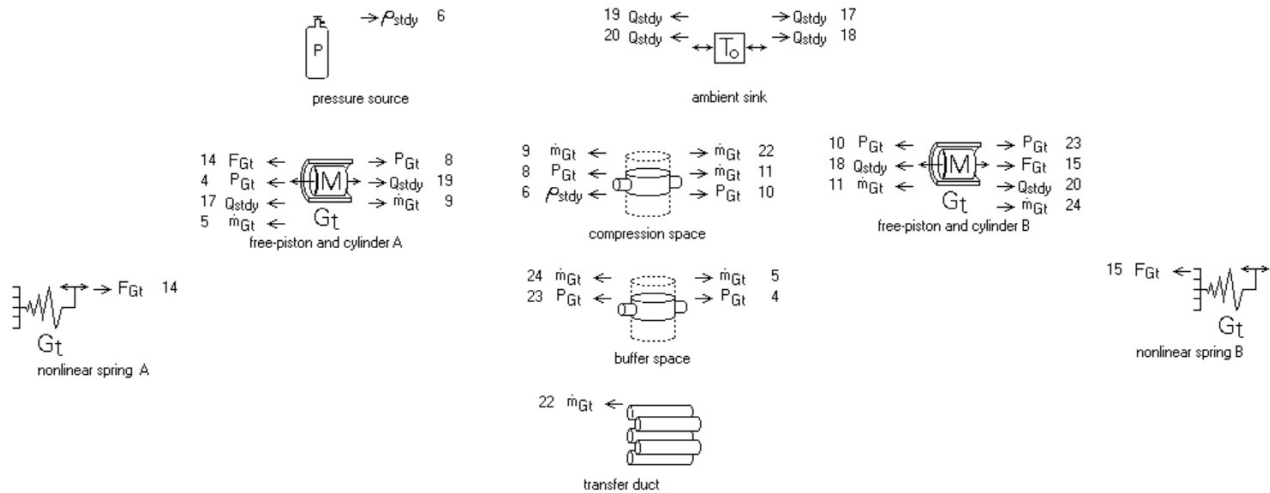 ρstdy 6
P
pressure source
19 Qstdy
Qstdy 17
20 Qstdy
To
Qstdy 18
ambient sink
14 FGt
PGt 8
4 PGt
M
Qstdy 19
17 Qstdy
ṁGt 9
5 ṁGt
Gt
free-piston and cylinder A
9 ṁGt
ṁGt 22
8 PGt
ṁGt 11
6 ρstdy
PGt 10
compression space
10 PGt
PGt 23
18 Qstdy
M
FGt 15
11 ṁGt
Qstdy 20
Gt
ṁGt 24
free-piston and cylinder B
FGt 14
Gt
nonlinear spring A
24 ṁGt
ṁGt 5
23 PGt
PGt 4
buffer space
15 FGt
Gt
nonlinear spring B
22 ṁGt
transfer duct